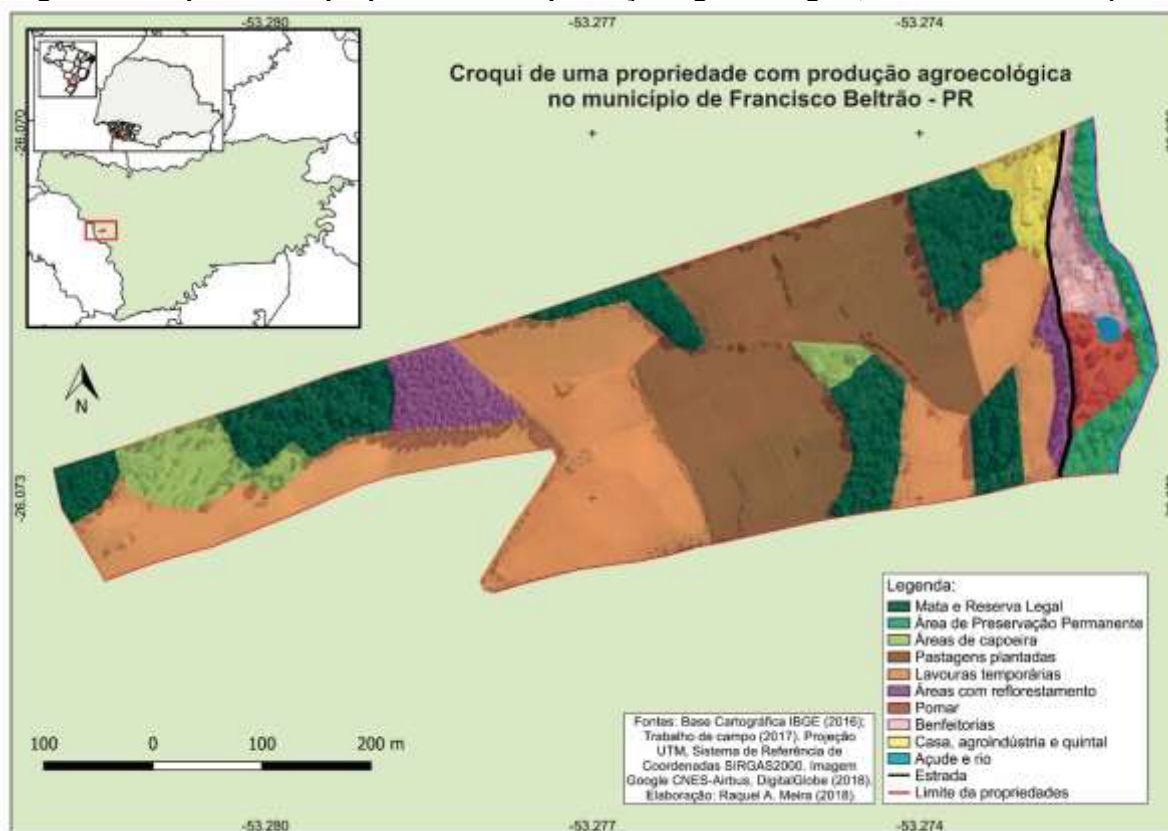 -53.280
-53.277
-53.274
Croqui de uma propriedade com produção agroecológica
no município de Francisco Beltrão - PR
-26.070
N
-26.073
Legenda:
Mata e Reserva Legal
Área de Preservação Permanente
Áreas de capoeira
Pastagens plantadas
Lavouras temporárias
Áreas com reflorestamento
Pomar
Benfeitorias
Casa, agroindústria e quintal
Açude e rio
Estrada
Limite da propriedades
Fontes: Base Cartográfica IBGE (2016);
Trabalho de campo (2017). Projeção
UTM, Sistema de Referência de
Coordenadas SIRGAS2000. Imagem
Google CNES-Airbus, DigitalGlobe (2018).
Elaboração: Raquel A. Meira (2018).
100 0 100 200 m
-53.280
-53.277
-53.274